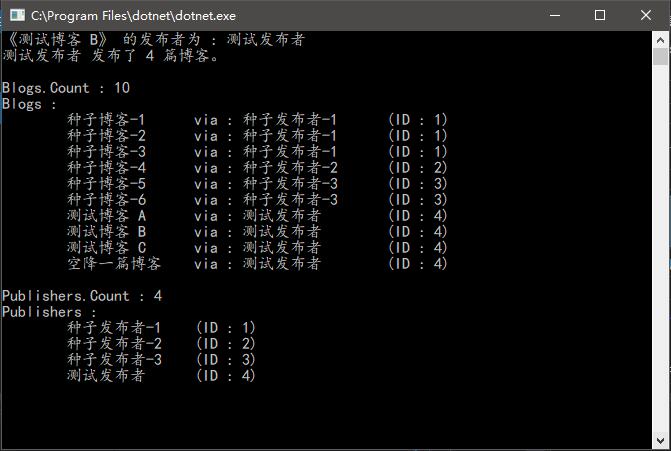 C:\Program Files\dotnet\dotnet.exe
《测试博客 B》 的发布者为 : 测试发布者
测试发布者 发布了 4 篇博客。
Blogs.Count : 10
Blogs :
种子博客-1 via : 种子发布者-1 (ID : 1)
种子博客-2 via : 种子发布者-1 (ID : 1)
种子博客-3 via : 种子发布者-1 (ID : 1)
种子博客-4 via : 种子发布者-2 (ID : 2)
种子博客-5 via : 种子发布者-3 (ID : 3)
种子博客-6 via : 种子发布者-3 (ID : 3)
测试博客 A via : 测试发布者 (ID : 4)
测试博客 B via : 测试发布者 (ID : 4)
测试博客 C via : 测试发布者 (ID : 4)
空降一篇博客 via : 测试发布者 (ID : 4)
Publishers.Count : 4
Publishers :
种子发布者-1 (ID : 1)
种子发布者-2 (ID : 2)
种子发布者-3 (ID : 3)
测试发布者 (ID : 4)